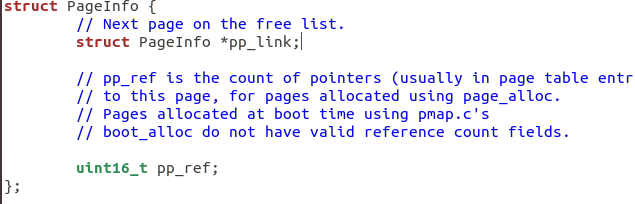 struct PageInfo {
// Next page on the free list.
struct PageInfo *pp_link;
// pp_ref is the count of pointers (usually in page table entr
// to this page, for pages allocated using page_alloc.
// Pages allocated at boot time using pmap.c's
// boot_alloc do not have valid reference count fields.
uint16_t pp_ref;
};